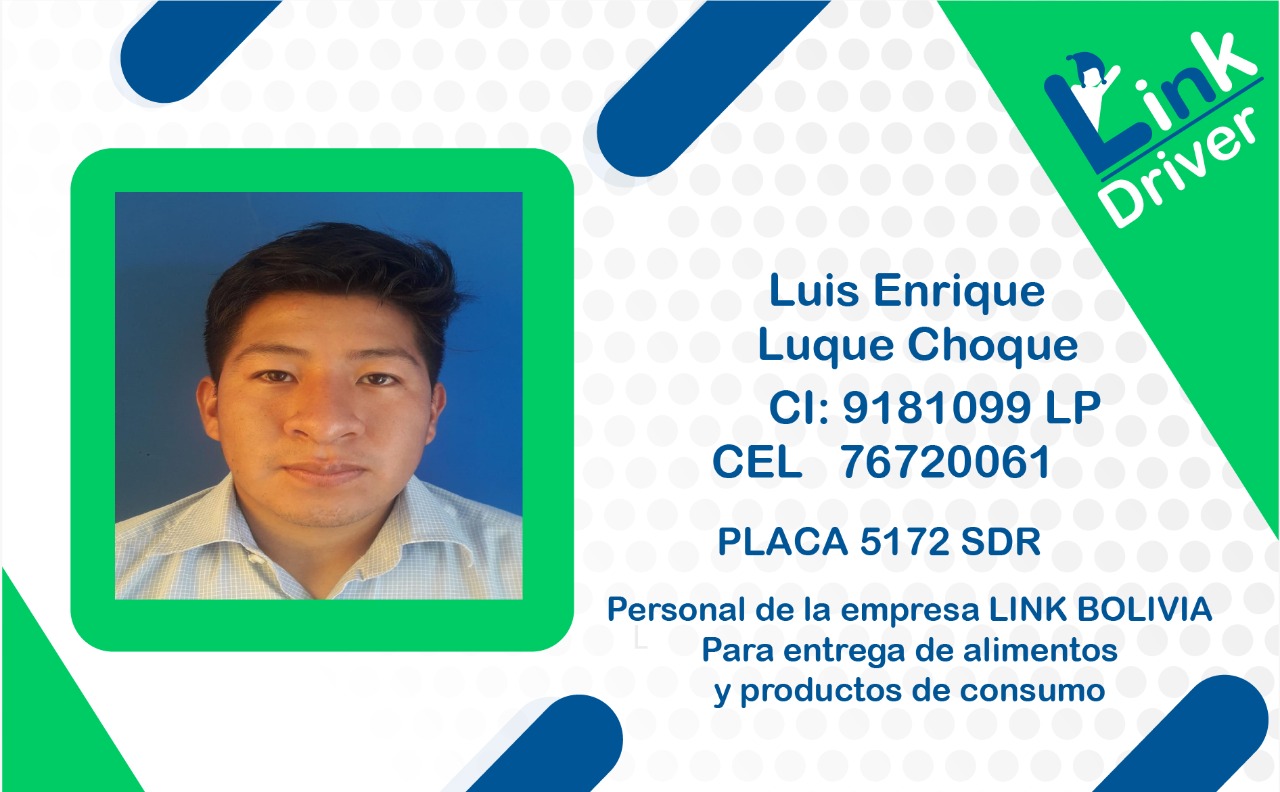 Link
Driver
Luis Enrique
Luque Choque
CI: 9181099 LP
CEL 76720061
PLACA 5172 SDR
Personal de la empresa LINK BOLIVIA
L
Para entrega de alimentos
y productos de consumo